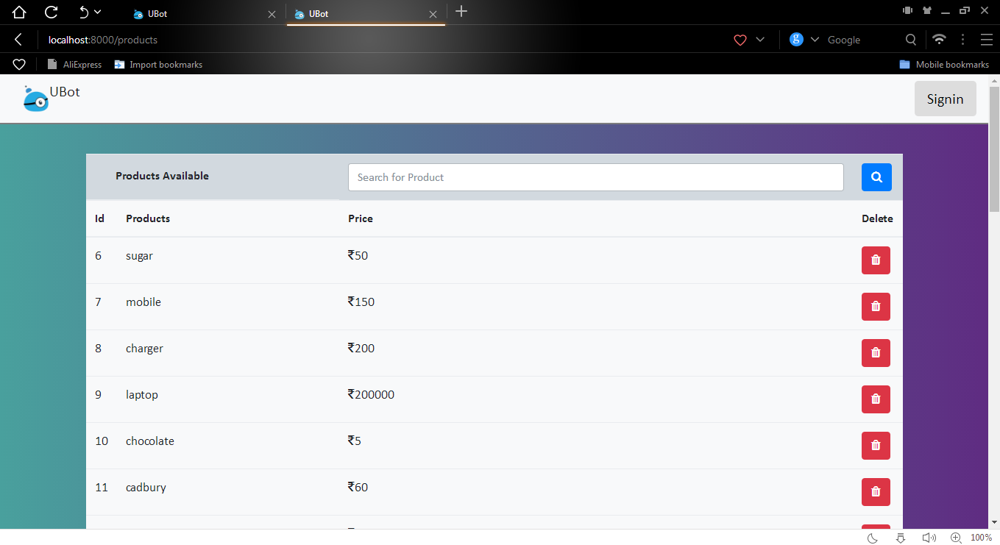 UBot
UBot
localhost:8000/products
g Google
AliExpress Import bookmarks Mobile bookmarks
UBot
Signin
Products Available Search for Product
Id Products Price Delete
6 sugar ₹50
7 mobile ₹150
8 charger ₹200
9 laptop ₹200000
10 chocolate ₹5
11 cadbury ₹60
100%